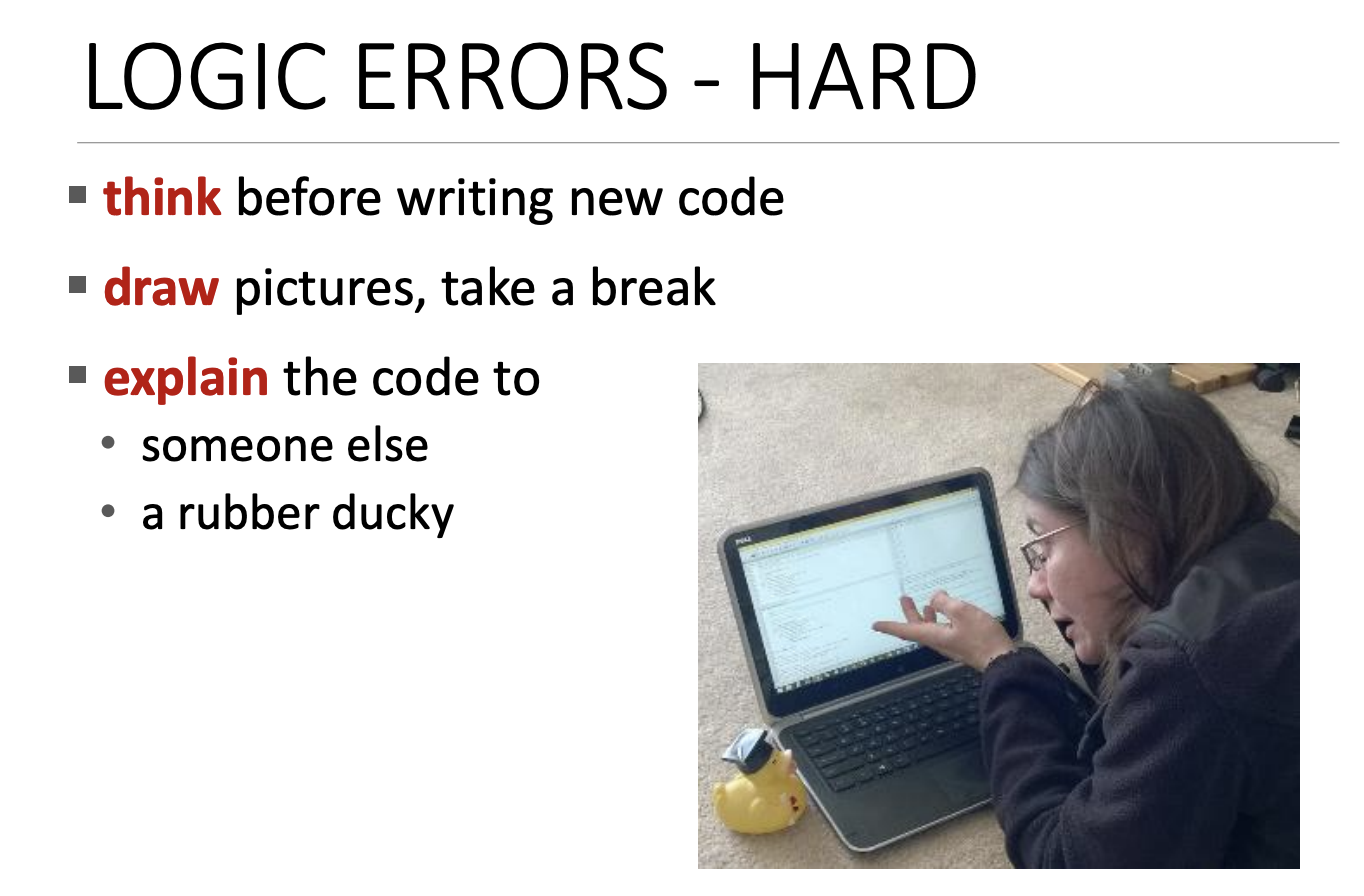 LOGIC ERRORS - HARD
think before writing new code
draw pictures, take a break
explain the code to
someone else
a rubber ducky
DELL